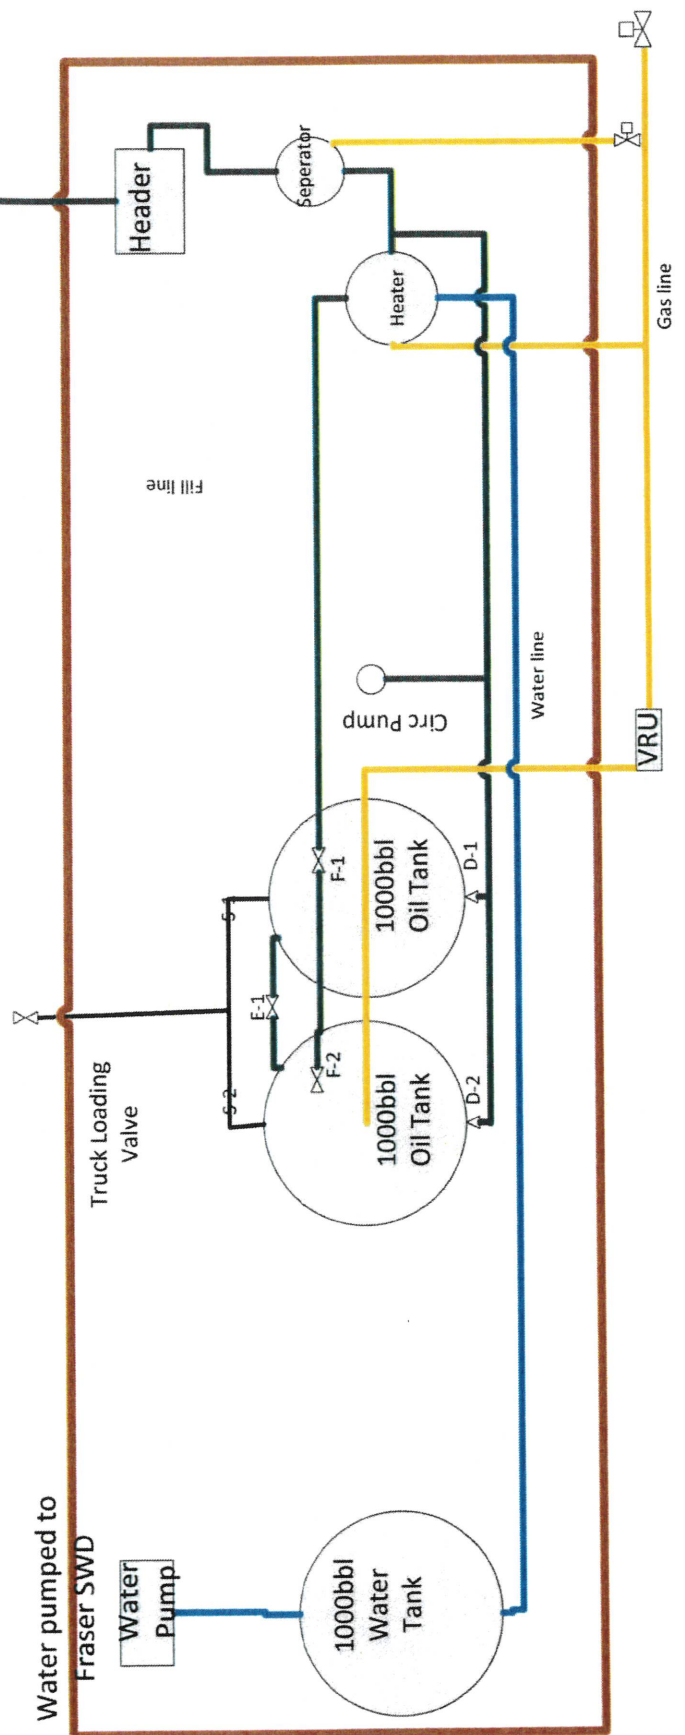 Header
Seperator
Heater
Gas line
Fill line
Water line
Circ Pump
VRU
F-1
1000bbl
Oil Tank
D-1
S-1
E-1
F-2
1000bbl
Oil Tank
D-2
S-2
Truck Loading
Valve
Water pumped to
Fraser SWD
Water
Pump
1000bbl
Water
Tank